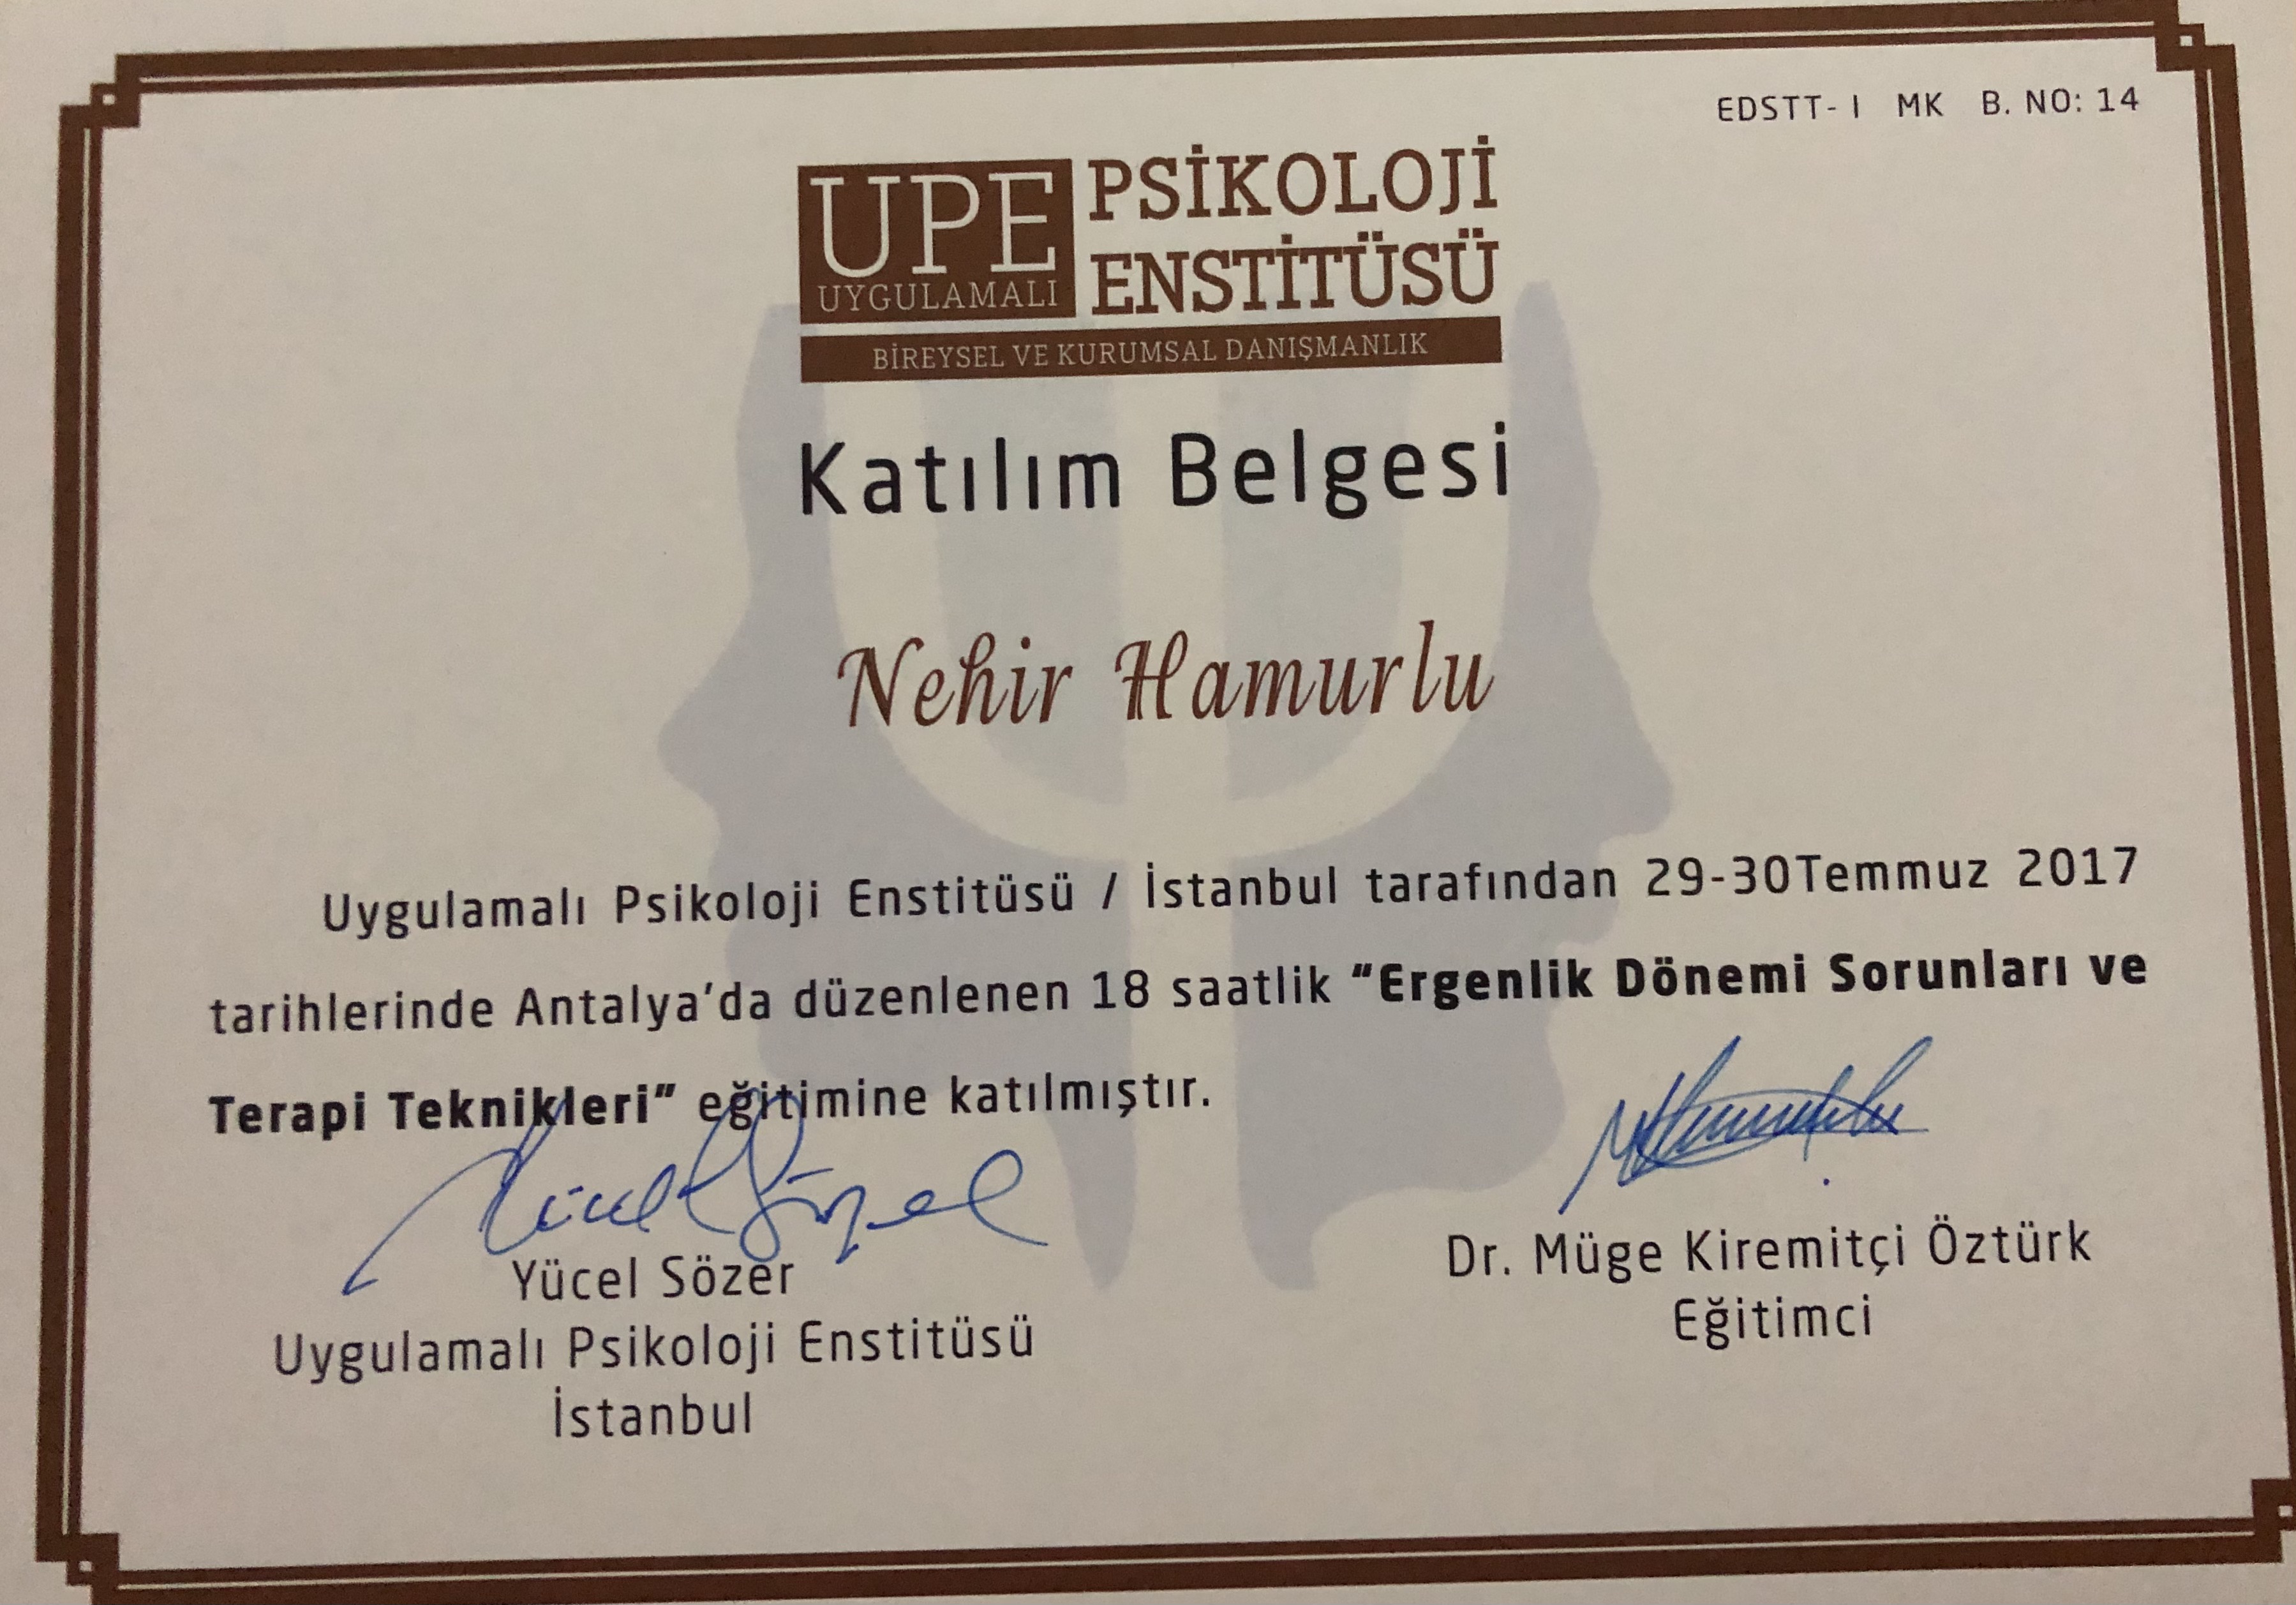 EDSTT- I MK B. NO: 14
UPE
UYGULAMALI
PSİKOLOJİ
ENSTİTÜSÜ
BİREYSEL VE KURUMSAL DANIŞMANLIK
Katılım Belgesi
Nehir Hamurlu
Uygulamalı Psikoloji Enstitüsü / İstanbul tarafından 29-30Temmuz 2017
tarihlerinde Antalya'da düzenlenen 18 saatlik "Ergenlik Dönemi Sorunları ve
Terapi Teknikleri" eğitimine katılmıştır.
Yücel Sözer
Uygulamalı Psikoloji Enstitüsü
İstanbul
Dr. Müge Kiremitçi Öztürk
Eğitimci